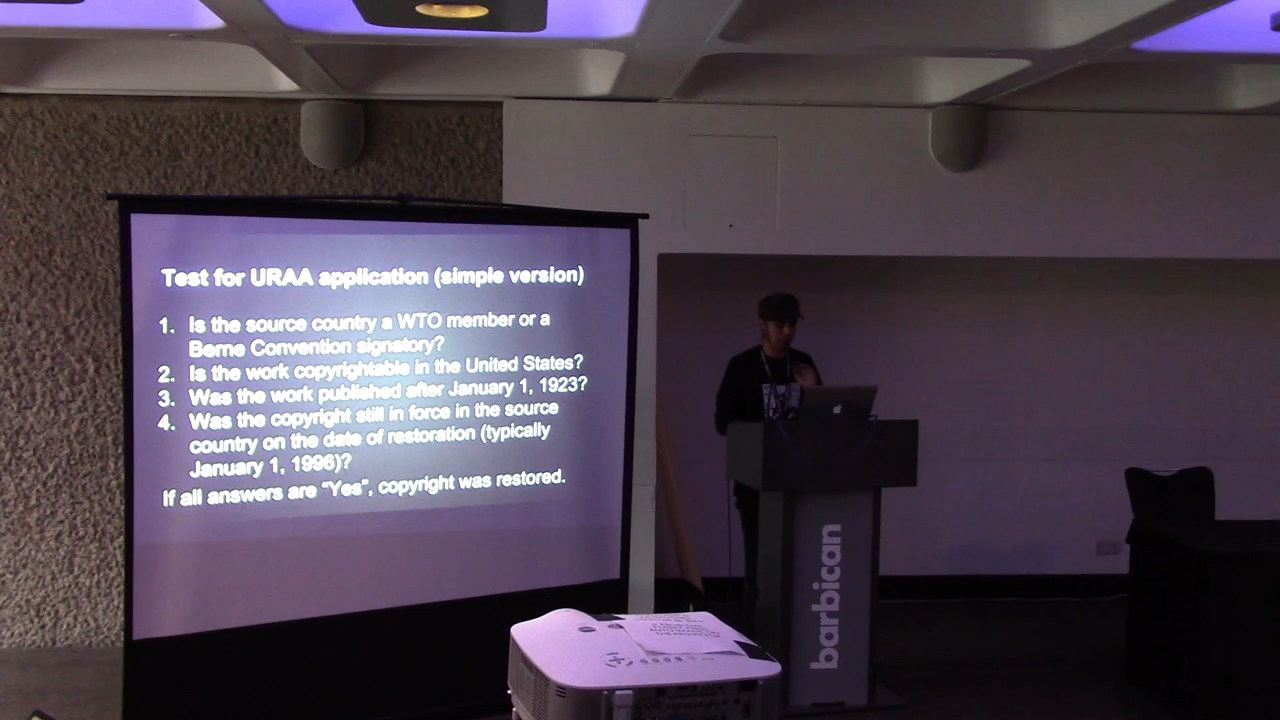 Test for URAA application (simple version)
1. Is the source country a WTO member or a
Berne Convention signatory?
2. Is the work copyrightable in the United States?
3. Was the work published after January 1, 1923?
4. Was the copyright still in force in the source
country on the date of restoration (typically
January 1, 1996)?
If all answers are “Yes”, copyright was restored.
barbican